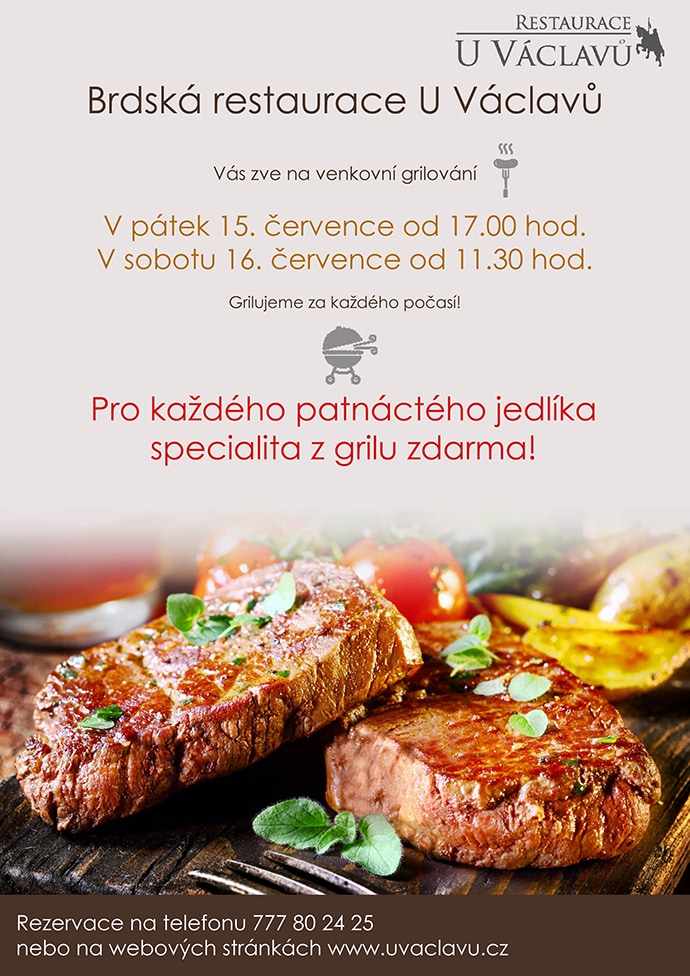 RESTAURACE
U VÁCLAVŮ
Brdská restaurace U Václavů
Vás zve na venkovní grilování
V pátek 15. července od 17.00 hod.
V sobotu 16. července od 11.30 hod.
Grilujeme za každého počasí!
Pro každého patnáctého jedlíka
specialita z grilu zdarma!
Rezervace na telefonu 777 80 24 25
nebo na webových stránkách www.uvaclavu.cz